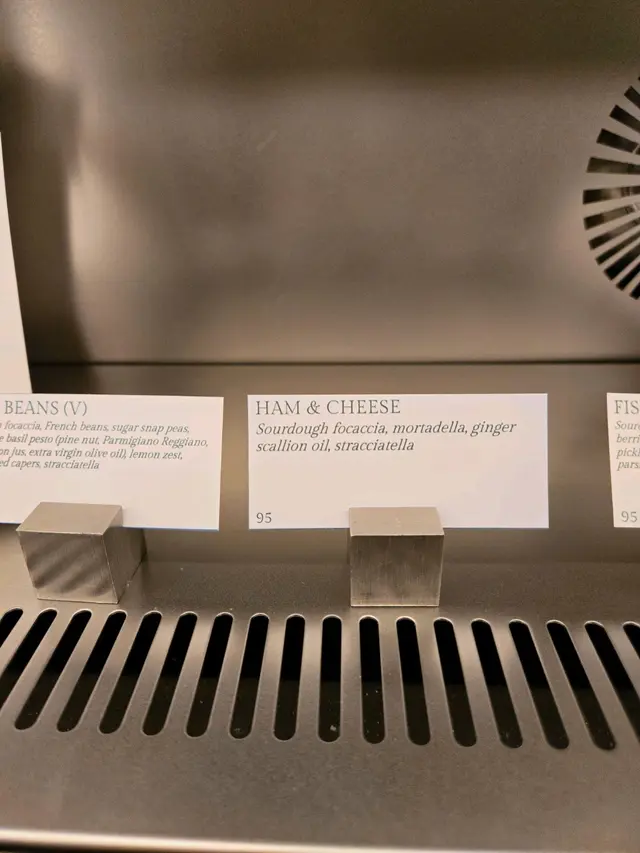 BEANS (V)
focaccia, French beans, sugar snap peas,
basil pesto (pine nut, Parmigiano Reggiano,
jus, extra virgin olive oil), lemon zest,
capers, stracciatella
HAM & CHEESE
Sourdough focaccia, mortadella, ginger
scallion oil, stracciatella
95
FIS
95